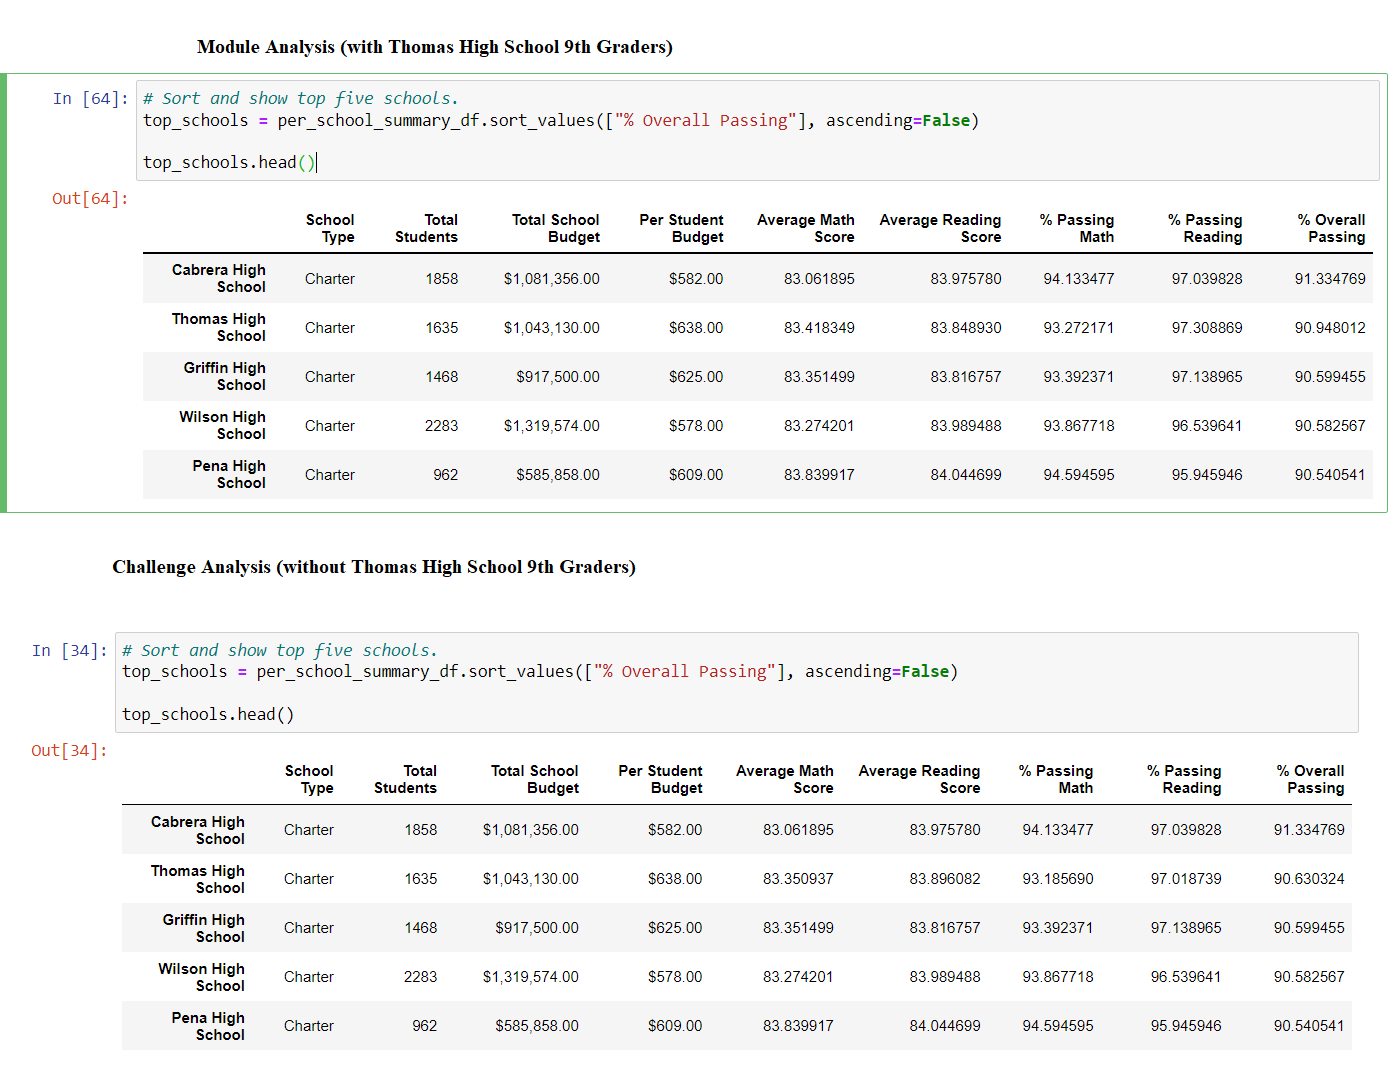 Module Analysis (with Thomas High School 9th Graders)
In [64]: # Sort and show top five schools.
top_schools = per_school_summary_df.sort_values(["% Overall Passing"], ascending=False)
top_schools.head()
Out[64]:
School Type Total Students Total School Budget Per Student Budget Average Math Score Average Reading Score % Passing Math % Passing Reading % Overall Passing
Cabrera High School Charter 1858 $1,081,356.00 $582.00 83.061895 83.975780 94.133477 97.039828 91.334769
Thomas High School Charter 1635 $1,043,130.00 $638.00 83.418349 83.848930 93.272171 97.308869 90.948012
Griffin High School Charter 1468 $917,500.00 $625.00 83.351499 83.816757 93.392371 97.138965 90.599455
Wilson High School Charter 2283 $1,319,574.00 $578.00 83.274201 83.989488 93.867718 96.539641 90.582567
Pena High School Charter 962 $585,858.00 $609.00 83.839917 84.044699 94.594595 95.945946 90.540541
Challenge Analysis (without Thomas High School 9th Graders)
In [34]: # Sort and show top five schools.
top_schools = per_school_summary_df.sort_values(["% Overall Passing"], ascending=False)
top_schools.head()
Out[34]:
School Type Total Students Total School Budget Per Student Budget Average Math Score Average Reading Score % Passing Math % Passing Reading % Overall Passing
Cabrera High School Charter 1858 $1,081,356.00 $582.00 83.061895 83.975780 94.133477 97.039828 91.334769
Thomas High School Charter 1635 $1,043,130.00 $638.00 83.350937 83.896082 93.185690 97.018739 90.630324
Griffin High School Charter 1468 $917,500.00 $625.00 83.351499 83.816757 93.392371 97.138965 90.599455
Wilson High School Charter 2283 $1,319,574.00 $578.00 83.274201 83.989488 93.867718 96.539641 90.582567
Pena High School Charter 962 $585,858.00 $609.00 83.839917 84.044699 94.594595 95.945946 90.540541